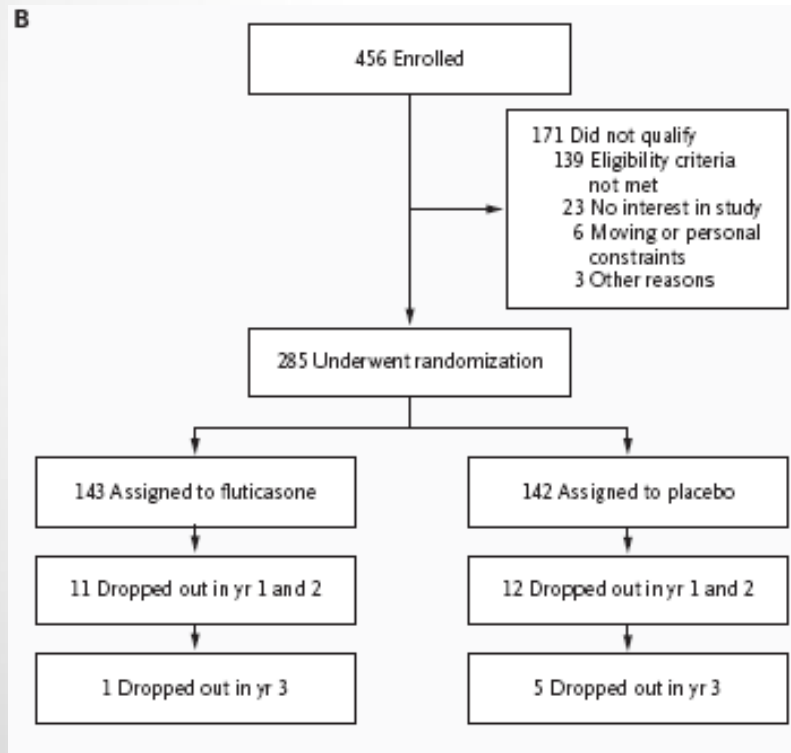 B
456 Enrolled
171 Did not qualify
139 Eligibility criteria
not met
23 No interest in study
6 Moving or personal
constraints
3 Other reasons
285 Underwent randomization
143 Assigned to fluticasone
142 Assigned to placebo
11 Dropped out in yr 1 and 2
12 Dropped out in yr 1 and 2
1 Dropped out in yr 3
5 Dropped out in yr 3